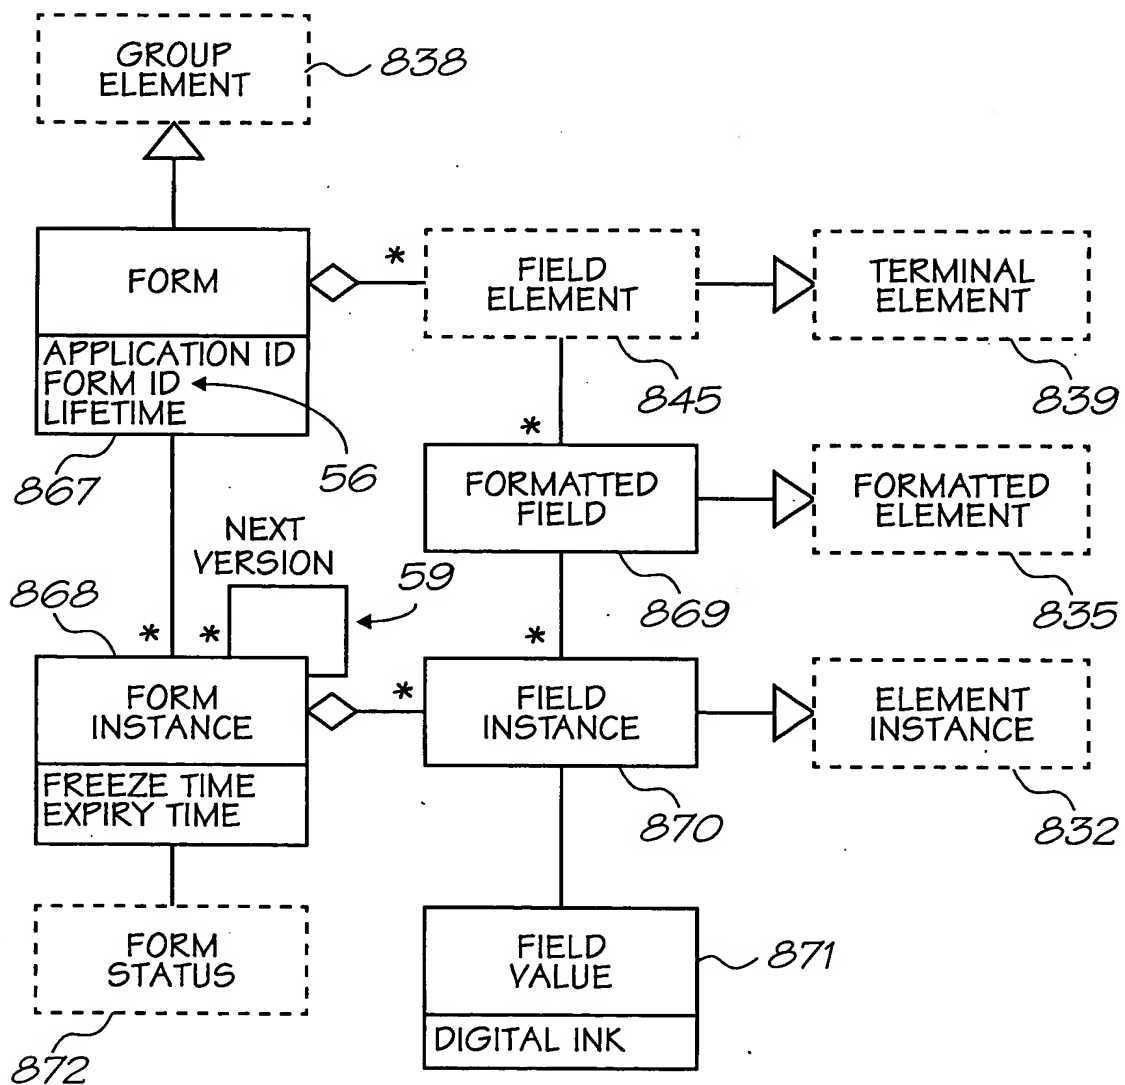 GROUP
ELEMENT
838
FORM
*
FIELD
ELEMENT
TERMINAL
ELEMENT
APPLICATION ID
FORM ID
LIFETIME
845
839
*
867
56
FORMATTED
FIELD
FORMATTED
ELEMENT
NEXT
VERSION
59
869
835
868
*
*
*
FORM
INSTANCE
*
FIELD
INSTANCE
ELEMENT
INSTANCE
FREEZE TIME
EXPIRY TIME
870
832
FORM
STATUS
FIELD
VALUE
871
DIGITAL INK
872